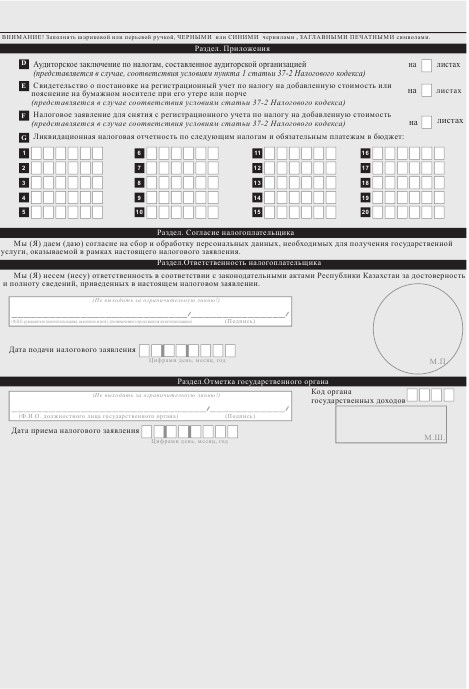 ВНИМАНИЕ! Заполнять шариковой или перьевой ручкой, ЧЕРНЫМИ или СИНИМИ чернилами , ЗАГЛАВНЫМИ ПЕЧАТНЫМИ символами.
Раздел. Приложения
D Аудиторское заключение по налогам, составленное аудиторской организацией на листах
(представляется к случае, соответствия условиям пункта 1 статьи 37-2 Налогового кодекса)
E Свидетельство о постановке на регистрационный учет по налогу на добавленную стоимость или на листах
пояснение на бумажном носителе при его утере или порче
(представляется к случае соответствия условиям статьи 37-2 Налогового кодекса)
F Налоговое заявление для снятия с регистрационного учета по налогу на добавленную стоимость на листах
(представляется в случае соответствия условиям статьи 37-2 Налогового кодекса)
G Ликвидационная налоговая отчетность по следующим налогам и обязательным платежам в бюджет:
1 6 11 16
2 7 12 17
3 8 13 18
4 9 14 19
5 10 15 20
Раздел. Согласие налогоплательщика
Мы (Я) даем (даю) согласие на сбор и обработку персональных данных, необходимых для получения государственной
услуги, оказываемой в рамках настоящего налогового заявления.
Раздел.Ответственность налогоплательщика
Мы (Я) несем (несу) ответственность в соответствии с законодательными актами Республики Казахстан за достоверность
и полноту сведений, приведенных в настоящем налоговом заявлении.
(Не выходить за ограничительную линию!)
/ /
(Подпись)
Дата подачи налогового заявления
Цифрами день, месяц, год
М.П.
Раздел.Отметка государственного органа
(Не выходить за ограничительную линию!)
/ /
(Ф.И.О. должностного лица государственного органа) (Подпись)
Код органа
государственных доходов
Дата приема налогового заявления
Цифрами день, месяц, год
М.Ш.